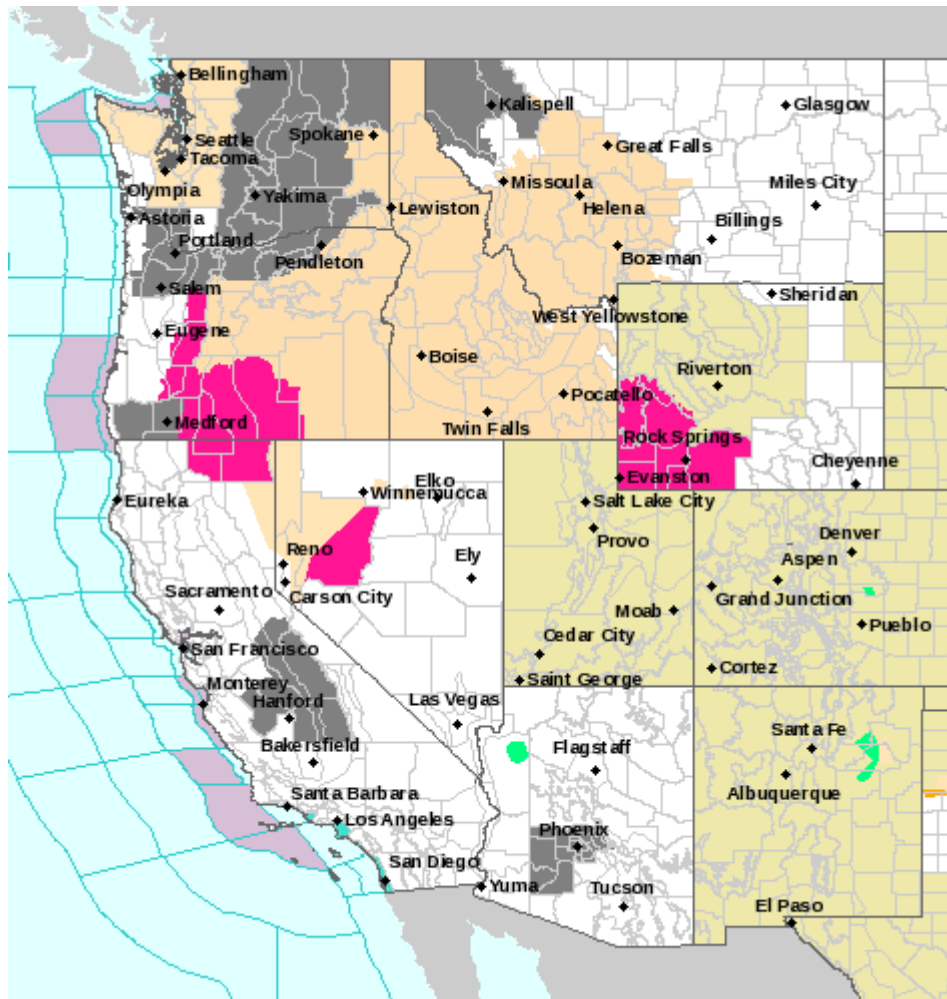 Bellingham
Kalispell
Glasgow
Spokane
Seattle
Great Falls
Tacoma
Missoula
Miles City
Olympia
Yakima
Helena
Lewiston
Astoria
Billings
Portland
Pendleton
Bozeman
Salem
Sheridan
West Yellowstone
Eugene
Boise
Riverton
Pocatello
Medford
Twin Falls
Rock Springs
Cheyenne
Evanston
Elko
Winnemucca
Eureka
Salt Lake City
Provo
Denver
Reno
Ely
Aspen
Carson City
Grand Junction
Sacramento
Moab
Pueblo
Cedar City
San Francisco
Cortez
Saint George
Monterey
Las Vegas
Hanford
Santa Fe
Bakersfield
Flagstaff
Albuquerque
Santa Barbara
Los Angeles
Phoenix
San Diego
Yuma
Tucson
El Paso